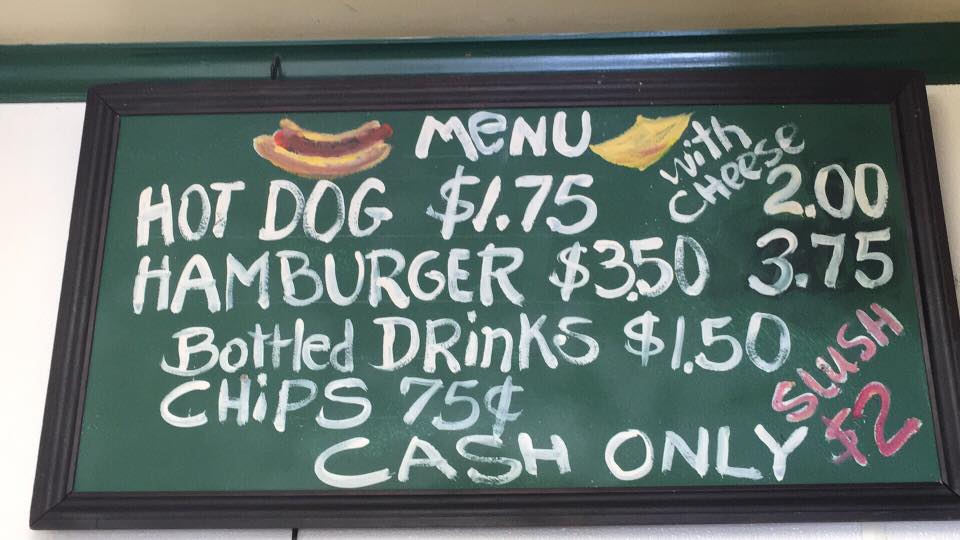 MENU
with
Cheese
HOT DOG $1.75 2.00
HAMBURGER $3.50 3.75
Bottled DRinKS $1.50
CHiPS 75¢
SLUSH
$2
CASH ONLY